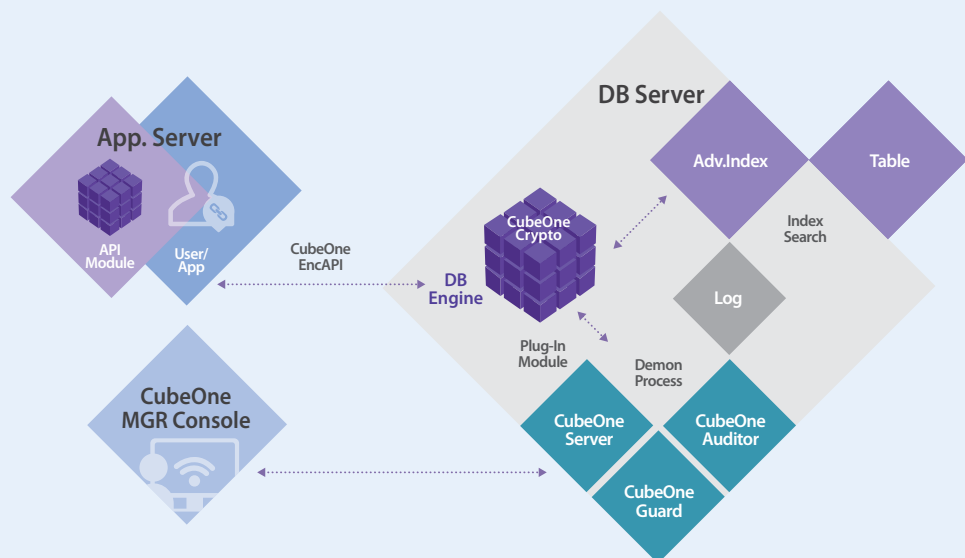 App. Server
API
Module
User/
App
CubeOne
EncAPI
CubeOne
MGR Console
DB Server
CubeOne
Crypto
DB
Engine
Adv.Index
Table
Index
Search
Log
Plug-In
Module
Demon
Process
CubeOne
Server
CubeOne
Auditor
CubeOne
Guard